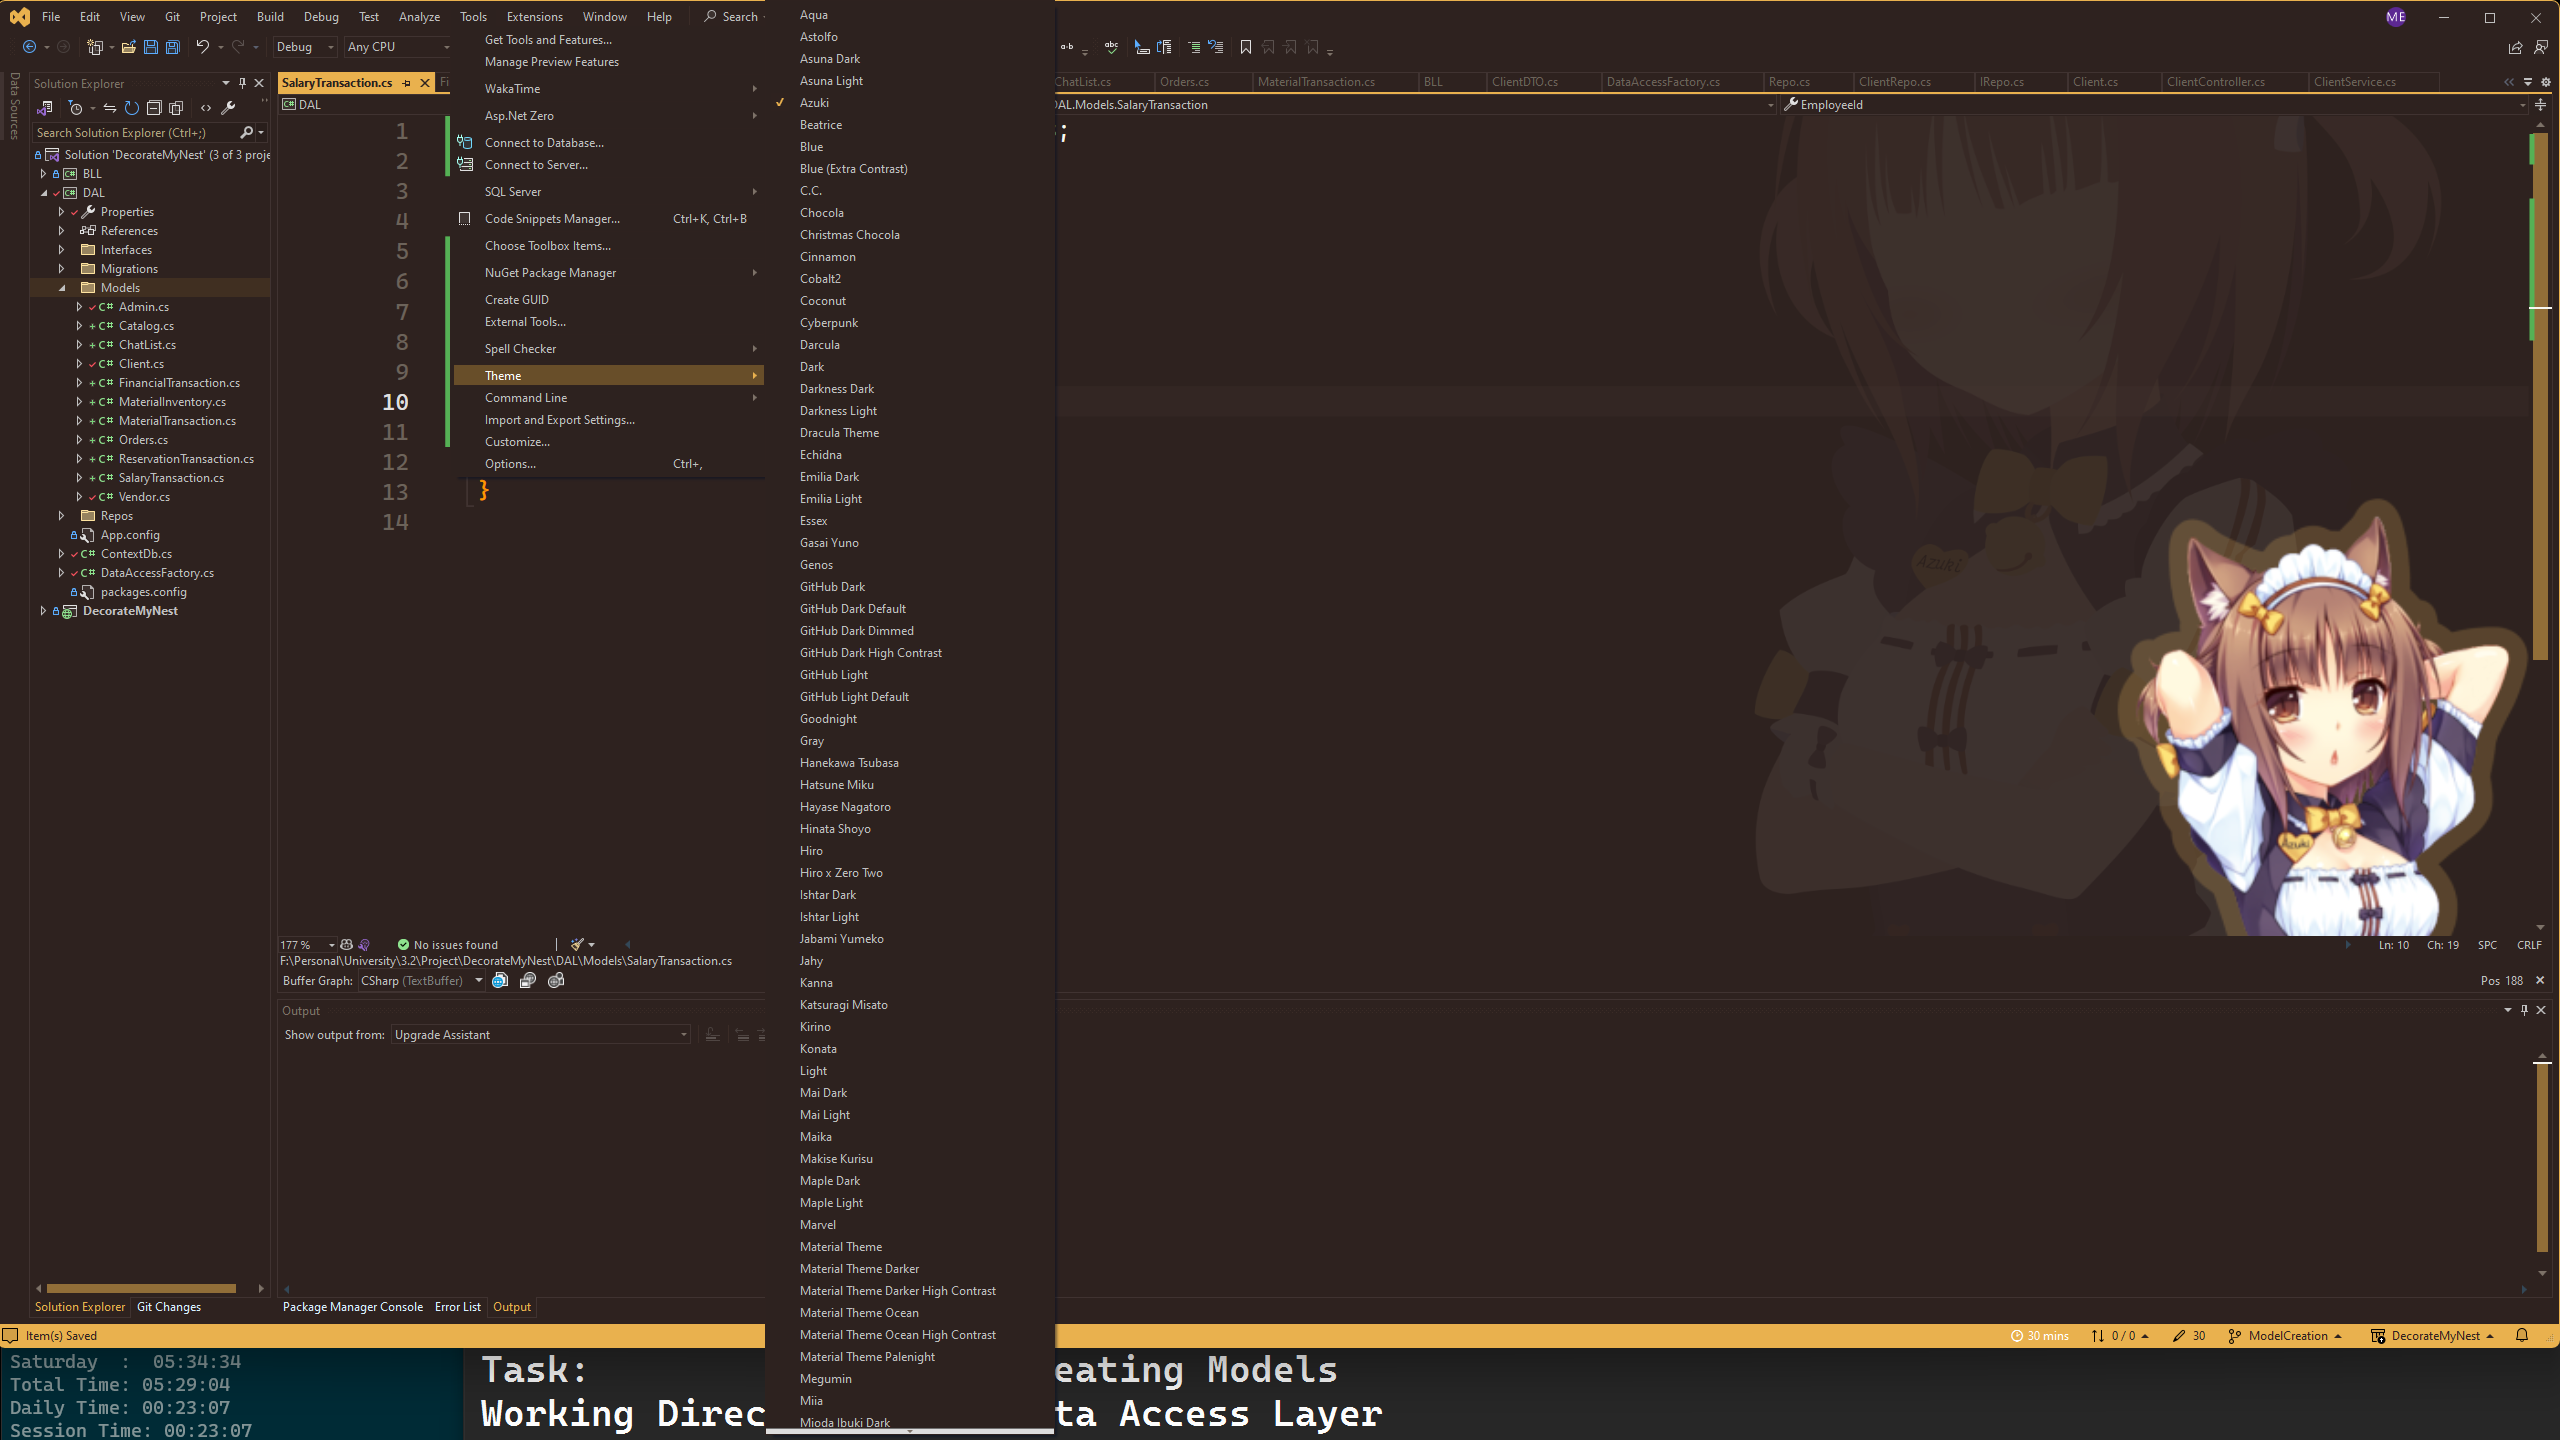 File Edit View Git Project Build Debug Test Analyze Tools Extensions Window Help Search
ME
Debug Any CPU
Data Sources
Solution Explorer
Search Solution Explorer (Ctrl+;)
Solution 'DecorateMyNest' (3 of 3 proje
BLL
DAL
Properties
References
Interfaces
Migrations
Models
C# Admin.cs
C# Catalog.cs
C# ChatList.cs
C# Client.cs
C# FinancialTransaction.cs
C# MaterialInventory.cs
C# MaterialTransaction.cs
C# Orders.cs
C# ReservationTransaction.cs
C# SalaryTransaction.cs
C# Vendor.cs
Repos
App.config
C# ContextDb.cs
C# DataAccessFactory.cs
packages.config
DecorateMyNest
Solution Explorer Git Changes
SalaryTransaction.cs Fi
ChatList.cs Orders.cs MaterialTransaction.cs BLL ClientDTO.cs DataAccessFactory.cs Repo.cs ClientRepo.cs IRepo.cs Client.cs ClientController.cs ClientService.cs
DAL
DAL.Models.SalaryTransaction
EmployeeId
1
2
3
4
5
6
7
8
9
10
11
12
13 }
14
;
Get Tools and Features...
Manage Preview Features
WakaTime
Asp.Net Zero
Connect to Database...
Connect to Server...
SQL Server
Code Snippets Manager... Ctrl+K, Ctrl+B
Choose Toolbox Items...
NuGet Package Manager
Create GUID
External Tools...
Spell Checker
Theme
Command Line
Import and Export Settings...
Customize...
Options... Ctrl+,
Aqua
Astolfo
Asuna Dark
Asuna Light
Azuki
Beatrice
Blue
Blue (Extra Contrast)
C.C.
Chocola
Christmas Chocola
Cinnamon
Cobalt2
Coconut
Cyberpunk
Darcula
Dark
Darkness Dark
Darkness Light
Dracula Theme
Echidna
Emilia Dark
Emilia Light
Essex
Gasai Yuno
Genos
GitHub Dark
GitHub Dark Default
GitHub Dark Dimmed
GitHub Dark High Contrast
GitHub Light
GitHub Light Default
Goodnight
Gray
Hanekawa Tsubasa
Hatsune Miku
Hayase Nagatoro
Hinata Shoyo
Hiro
Hiro x Zero Two
Ishtar Dark
Ishtar Light
Jabami Yumeko
Jahy
Kanna
Katsuragi Misato
Kirino
Konata
Light
Mai Dark
Mai Light
Maika
Makise Kurisu
Maple Dark
Maple Light
Marvel
Material Theme
Material Theme Darker
Material Theme Darker High Contrast
Material Theme Ocean
Material Theme Ocean High Contrast
Material Theme Palenight
Megumin
Miia
Mioda Ibuki Dark
Azuki
Azuki
177 % No issues found
Ln: 10 Ch: 19 SPC CRLF
F:\Personal\University\3.2\Project\DecorateMyNest\DAL\Models\SalaryTransaction.cs
Buffer Graph: CSharp (TextBuffer)
Pos 188
Output
Show output from: Upgrade Assistant
Package Manager Console Error List Output
Item(s) Saved
30 mins 0 / 0 30 ModelCreation DecorateMyNest
Saturday : 05:34:34
Total Time: 05:29:04
Daily Time: 00:23:07
Session Time: 00:23:07
Task: eating Models
Working Direc ta Access Layer